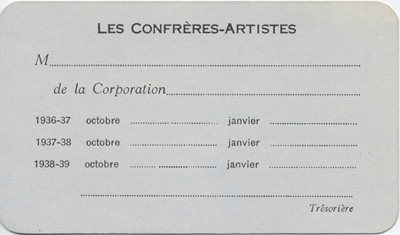 LES CONFRÈRES-ARTISTES
M
de la Corporation
1936-37 octobre janvier
1937-38 octobre janvier
1938-39 octobre janvier
Trésorière